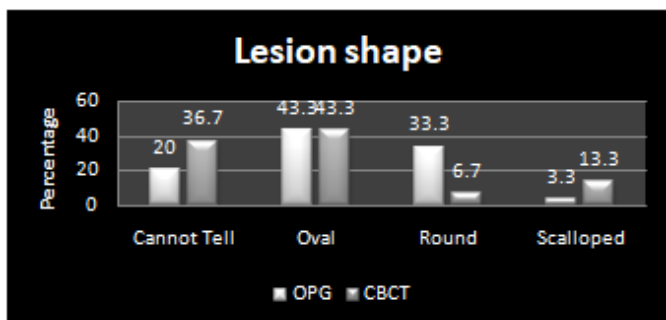 Lesion shape
Percentage
60
40
20
0
20
36.7
43.3
43.3
33.3
6.7
3.3
13.3
Cannot Tell
Oval
Round
Scalloped
OPG
CBCT